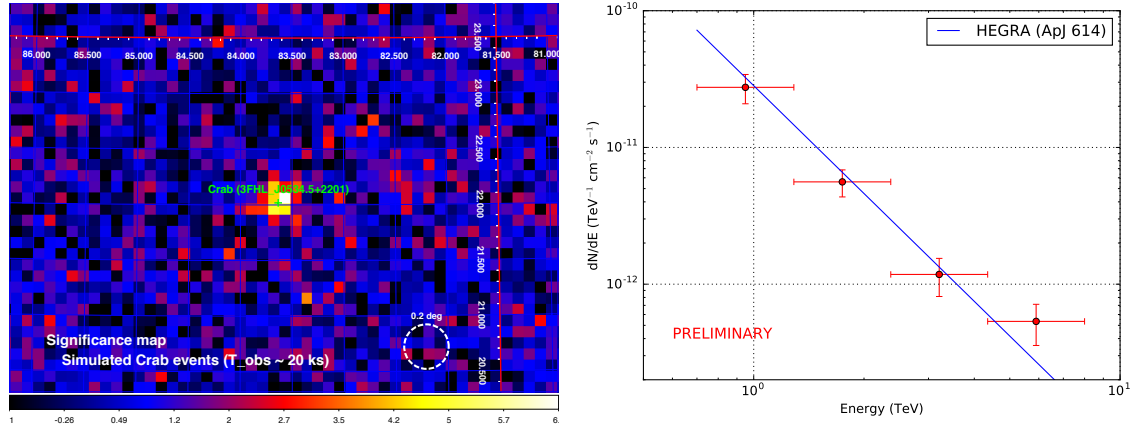 86.000 85.500 85.000 84.500 84.000 83.500 83.000 82.500 82.000 81.500 81.000
23.500
23.000
22.500
Crab (3FHL J0534.5+2201)
22.000
21.500
21.000
0.2 deg
Significance map
Simulated Crab events (T_obs ~ 20 ks)
20.500
1 -0.26 0.49 1.2 2 2.7 3.5 4.2 5 5.7 6.
HEGRA (ApJ 614)
10⁻¹⁰
10⁻¹¹
10⁻¹²
dN/dE (TeV⁻¹ cm⁻² s⁻¹)
PRELIMINARY
10⁰ 10¹
Energy (TeV)